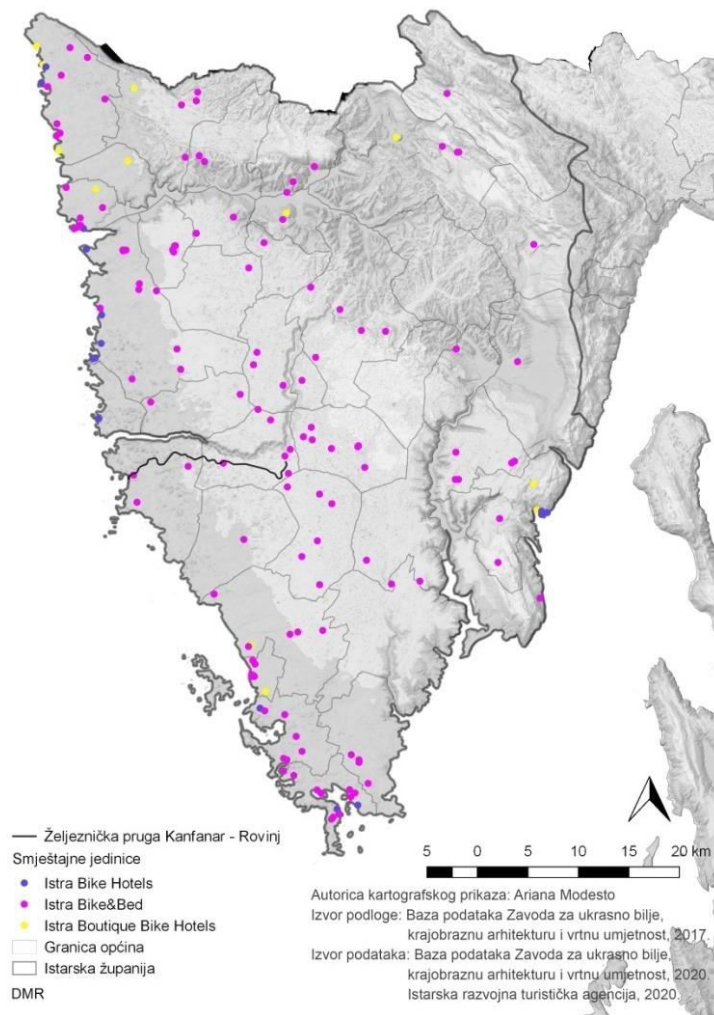 Željeznička pruga Kanfanar - Rovinj
Smještajne jedinice
Istra Bike Hotels
Istra Bike&Bed
Istra Boutique Bike Hotels
Granica općina
Istarska županija
DMR
5 0 5 10 15 20 km
Autorica kartografskog prikaza: Ariana Modesto
Izvor podloge: Baza podataka Zavoda za ukrasno bilje,
krajobraznu arhitekturu i vrtnu umjetnost, 2017.
Izvor podataka: Baza podataka Zavoda za ukrasno bilje,
krajobraznu arhitekturu i vrtnu umjetnost, 2020.
Istarska razvojna turistička agencija, 2020.